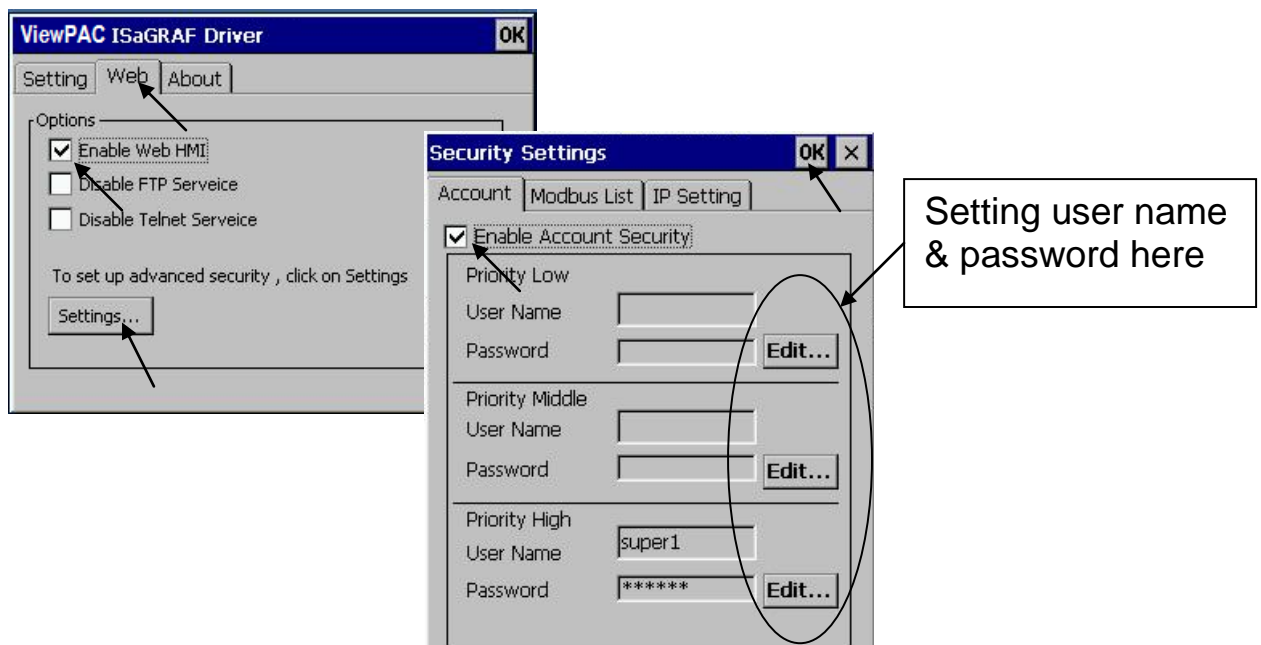 ViewPAC ISaGRAF Driver OK
Setting Web About
Options
Enable Web HMI
Disable FTP Serveice
Disable Telnet Serveice
To set up advanced security , click on Settings
Settings...
Security Settings OK ×
Account Modbus List IP Setting
Enable Account Security
Priority Low
User Name
Password Edit...
Priority Middle
User Name
Password Edit...
Priority High
User Name super1
Password ****** Edit...
Setting user name
& password here